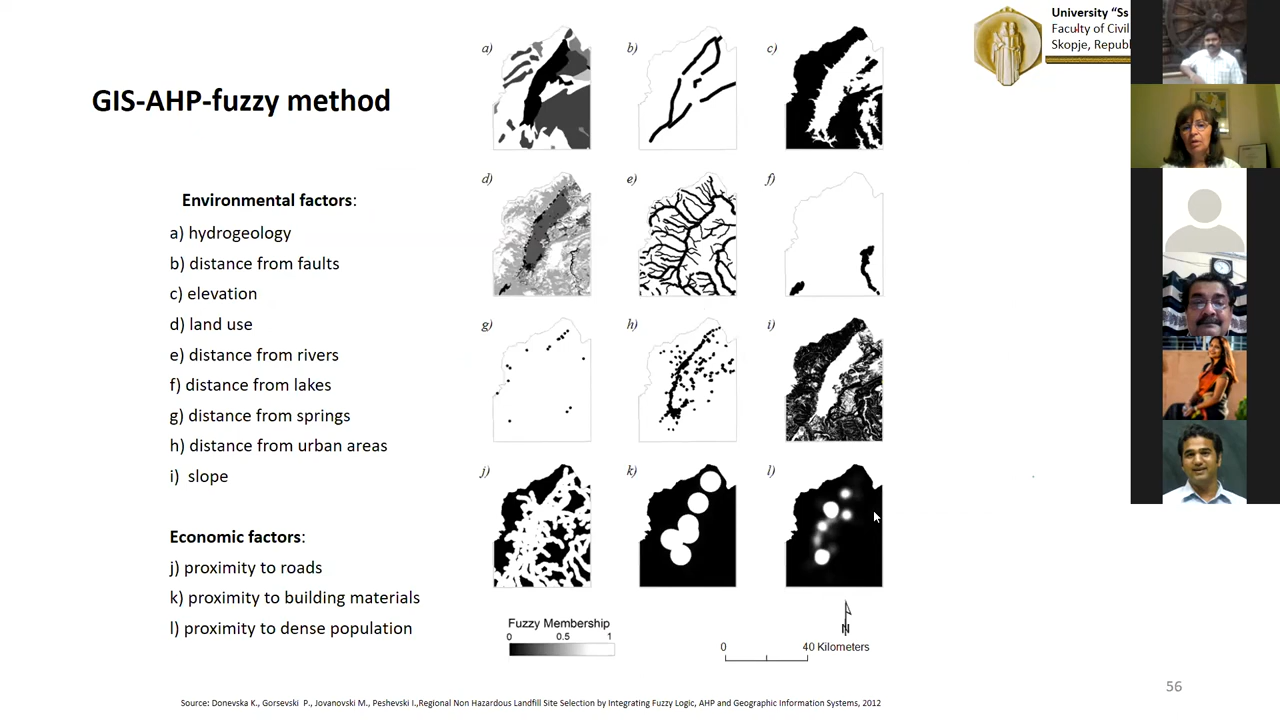 University “Ss
Faculty of Civil
Skopje, Republ
GIS-AHP-fuzzy method
Environmental factors:
a) hydrogeology
b) distance from faults
c) elevation
d) land use
e) distance from rivers
f) distance from lakes
g) distance from springs
h) distance from urban areas
i) slope
Economic factors:
j) proximity to roads
k) proximity to building materials
l) proximity to dense population
a) b) c)
d) e) f)
g) h) i)
j) k) l)
Fuzzy Membership
0 0.5 1
N
0 40 Kilometers
56
Source: Donevska K., Gorsevski P., Jovanovski M., Peshevski I.,Regional Non Hazardous Landfill Site Selection by Integrating Fuzzy Logic, AHP and Geographic Information Systems, 2012